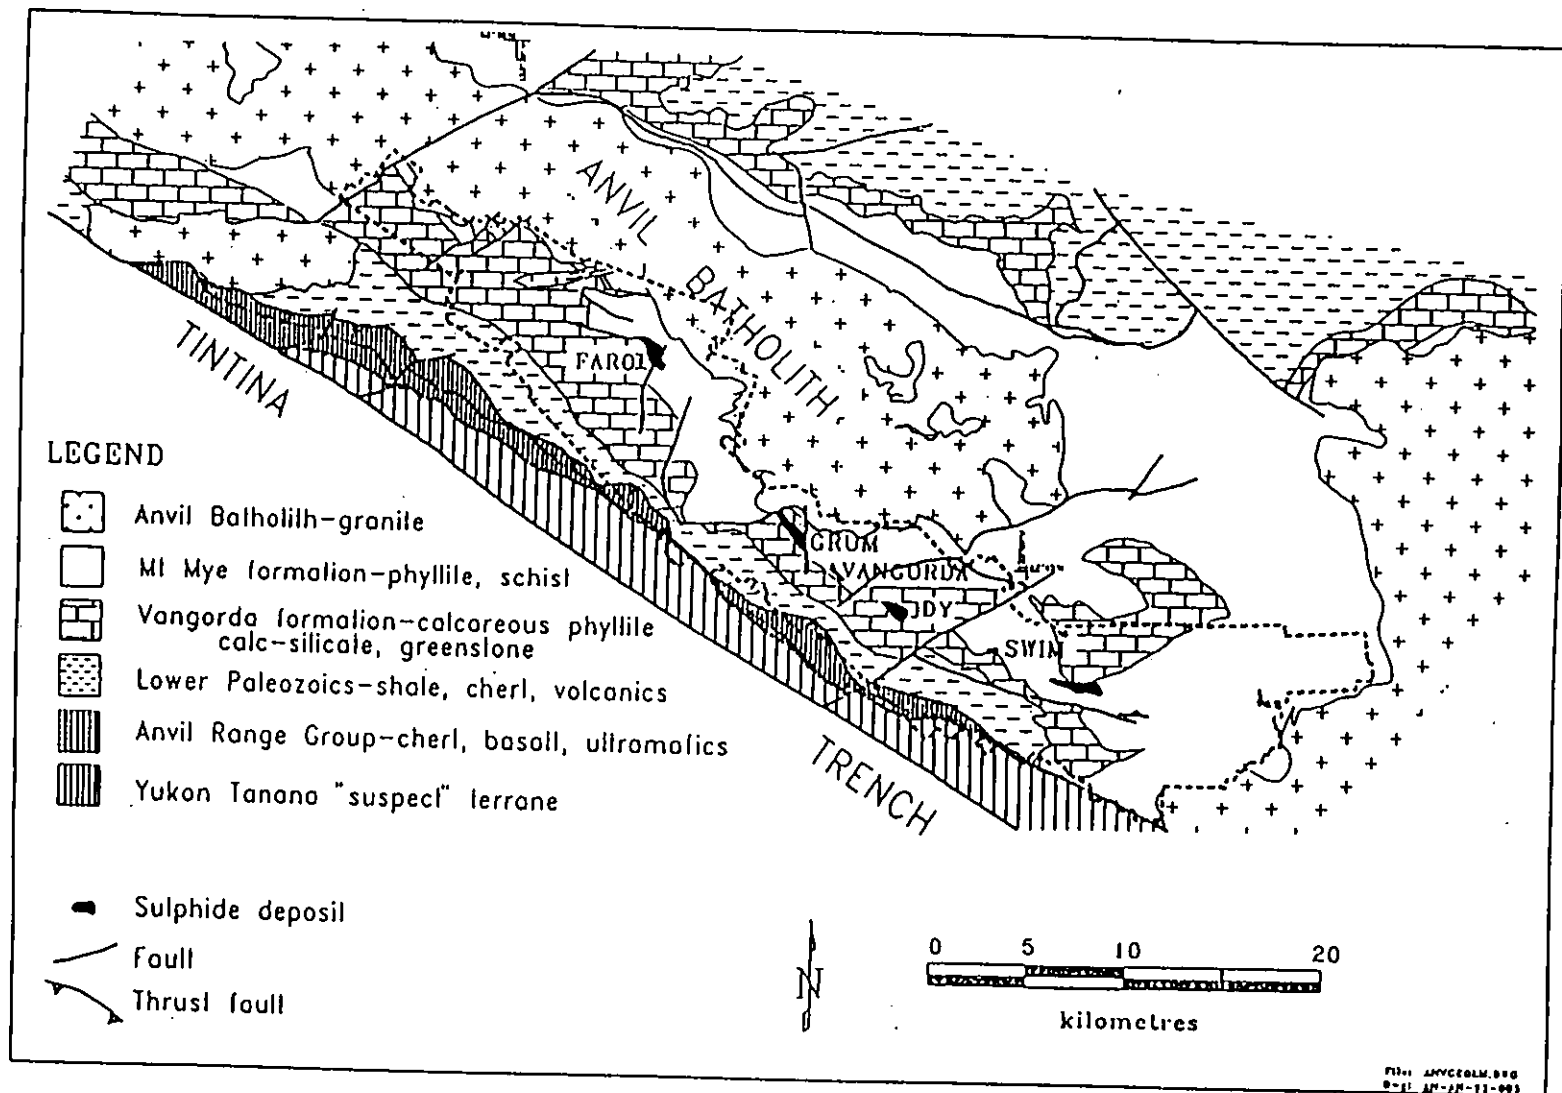 ANVIL
BATHOLITH
TINTINA
TRENCH
FARO
GRUM
VANGORDA
DY
SWIM
LEGEND
Anvil Batholith-granite
Mt Mye formation-phyllite, schist
Vangorda formation-calcareous phyllite
calc-silicate, greenstone
Lower Paleozoics-shale, chert, volcanics
Anvil Range Group-chert, basalt, ultramafics
Yukon Tanana "suspect" terrane
Sulphide deposit
Fault
Thrust fault
N
0 5 10 20
kilometres